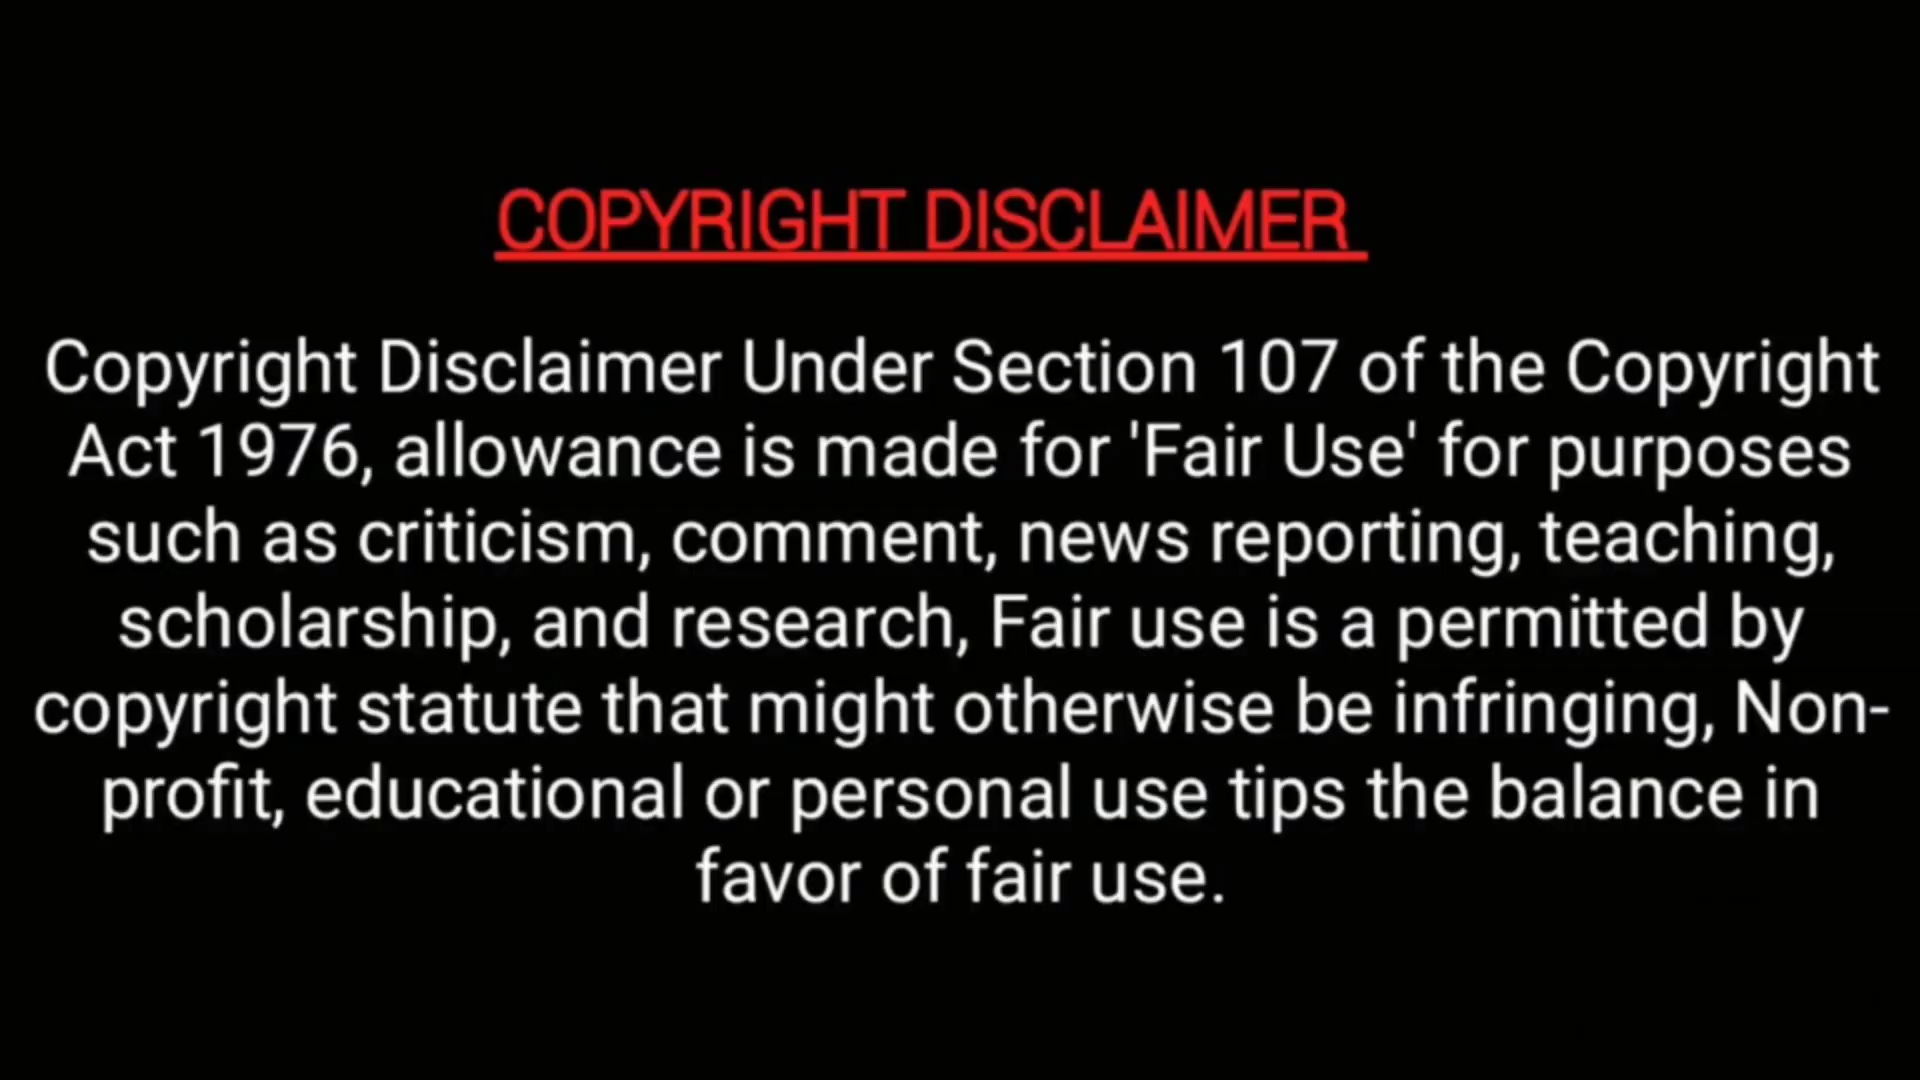 COPYRIGHT DISCLAIMER
Copyright Disclaimer Under Section 107 of the Copyright
Act 1976, allowance is made for 'Fair Use' for purposes
such as criticism, comment, news reporting, teaching,
scholarship, and research, Fair use is a permitted by
copyright statute that might otherwise be infringing, Non-
profit, educational or personal use tips the balance in
favor of fair use.